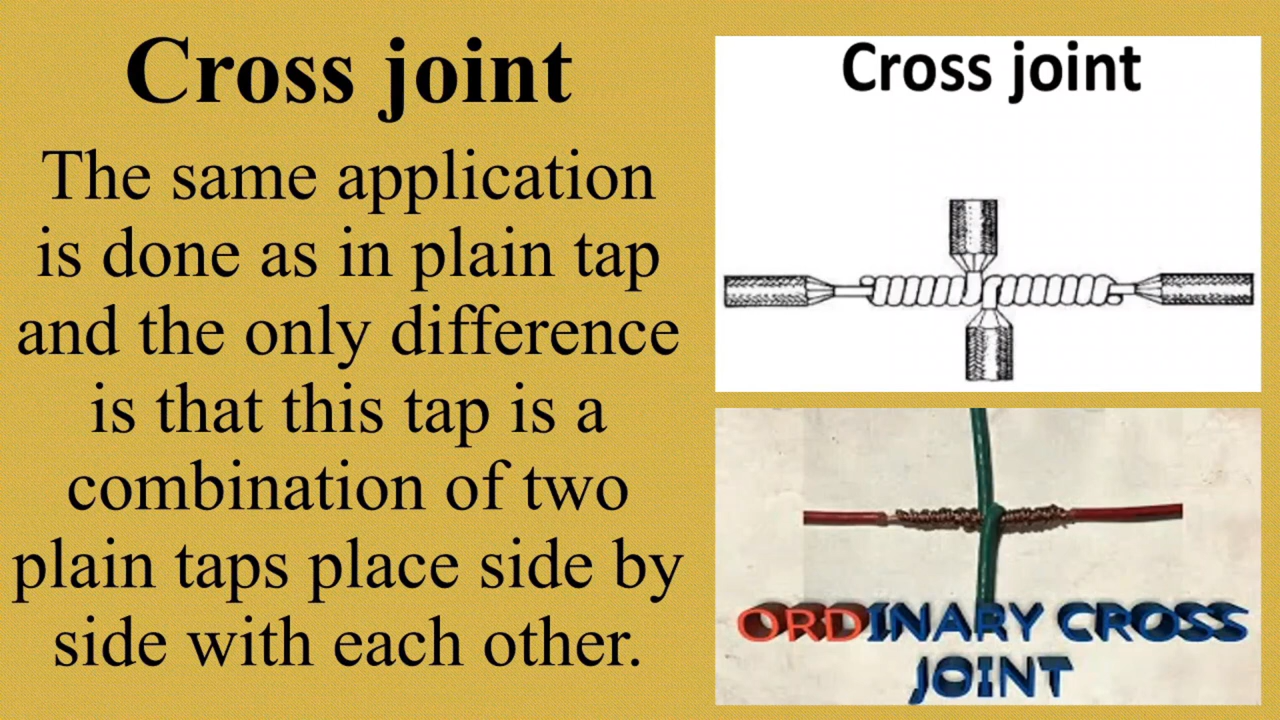 Cross joint
The same application
is done as in plain tap
and the only difference
is that this tap is a
combination of two
plain taps place side by
side with each other.
Cross joint
ORDINARY CROSS
JOINT